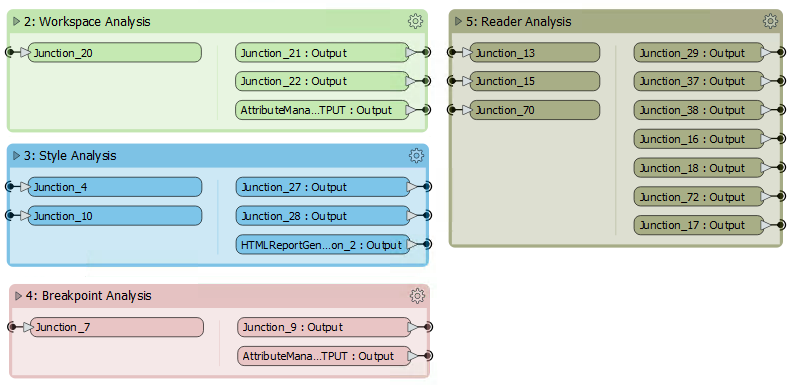 2: Workspace Analysis
Junction_20
Junction_21 : Output
Junction_22 : Output
AttributeMana...TPUT : Output
3: Style Analysis
Junction_4
Junction_10
Junction_27 : Output
Junction_28 : Output
HTMLReportGen...on_2 : Output
4: Breakpoint Analysis
Junction_7
Junction_9 : Output
AttributeMana...TPUT : Output
5: Reader Analysis
Junction_13
Junction_15
Junction_70
Junction_29 : Output
Junction_37 : Output
Junction_38 : Output
Junction_16 : Output
Junction_18 : Output
Junction_72 : Output
Junction_17 : Output